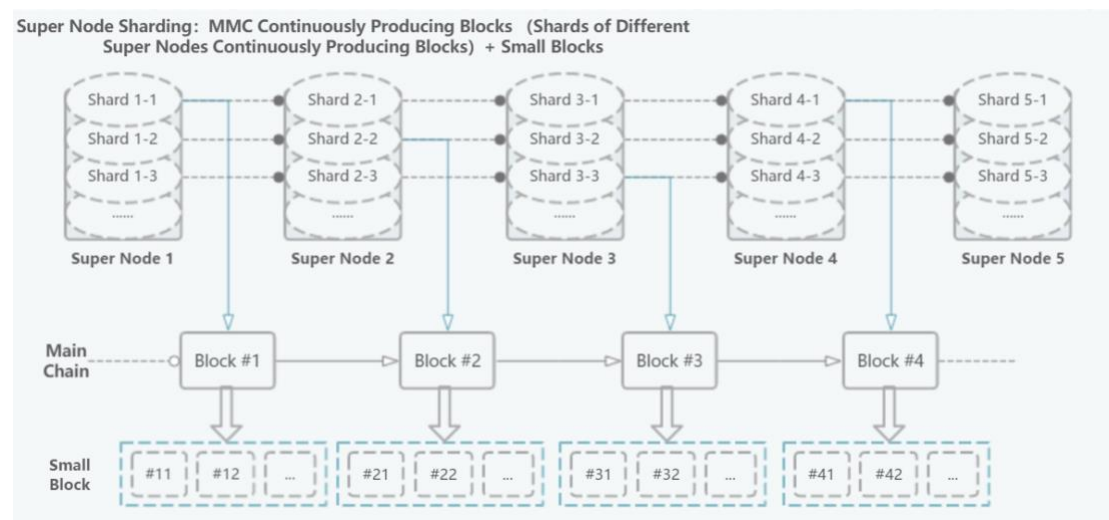 Super Node Sharding: MMC Continuously Producing Blocks (Shards of Different
Super Nodes Continuously Producing Blocks) + Small Blocks
Shard 1-1 Shard 2-1 Shard 3-1 Shard 4-1 Shard 5-1
Shard 1-2 Shard 2-2 Shard 3-2 Shard 4-2 Shard 5-2
Shard 1-3 Shard 2-3 Shard 3-3 Shard 4-3 Shard 5-3
...... ...... ...... ...... ......
Super Node 1 Super Node 2 Super Node 3 Super Node 4 Super Node 5
Main
Chain
Block #1 Block #2 Block #3 Block #4
Small
Block
#11 #12 ... #21 #22 ... #31 #32 ... #41 #42 ...